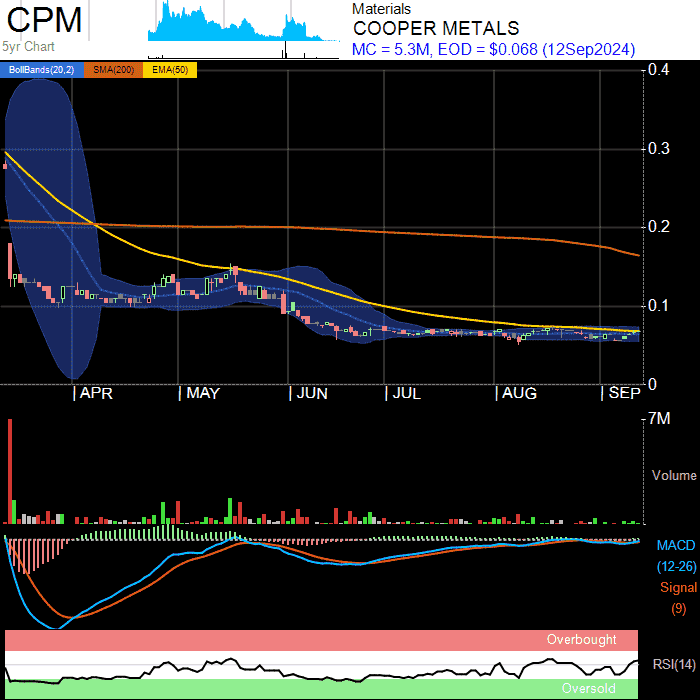 CPM
5yr Chart
Materials
COOPER METALS
MC = 5.3M, EOD = $0.068 (12Sep2024)
BollBands(20,2) SMA(200) EMA(50)
0.4
0.3
0.2
0.1
0
APR MAY JUN JUL AUG SEP
7M
Volume
MACD
(12-26)
Signal
(9)
Overbought
RSI(14)
Oversold